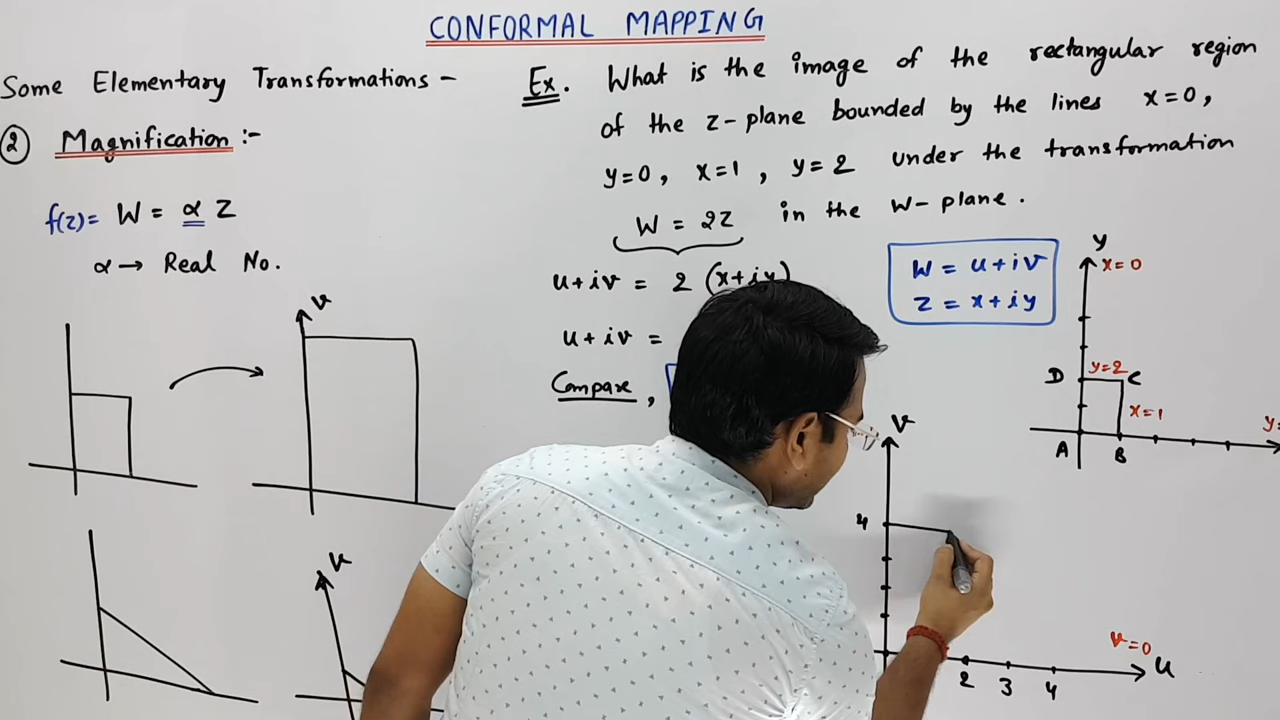 CONFORMAL MAPPING
Some Elementary Transformations -
② Magnification :-
f(z) = W = α Z
α → Real No.
v
v
Ex. What is the image of the rectangular region
of the z-plane bounded by the lines x=0,
y=0, x=1, y=2 under the transformation
W = 2Z in the W-plane.
u+iv = 2 (x+iy)
u+iv =
Compare,
W = u+iv
Z = x+iy
y
x=0
D y=2 C
x=1
A B
v
4
v=0
u
2 3 4